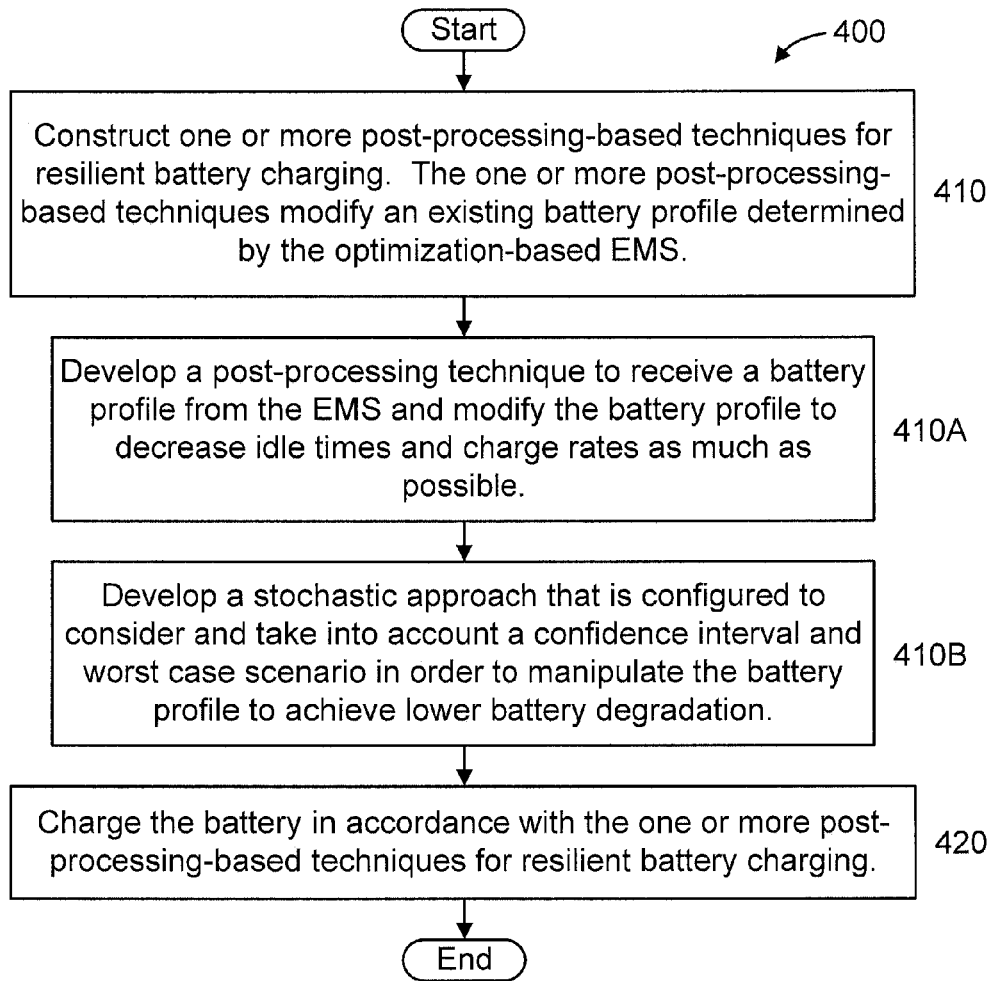 Start
400
Construct one or more post-processing-based techniques for
resilient battery charging. The one or more post-processing-
based techniques modify an existing battery profile determined
by the optimization-based EMS.
410
Develop a post-processing technique to receive a battery
profile from the EMS and modify the battery profile to
decrease idle times and charge rates as much as
possible.
410A
Develop a stochastic approach that is configured to
consider and take into account a confidence interval and
worst case scenario in order to manipulate the battery
profile to achieve lower battery degradation.
410B
Charge the battery in accordance with the one or more post-
processing-based techniques for resilient battery charging.
420
End